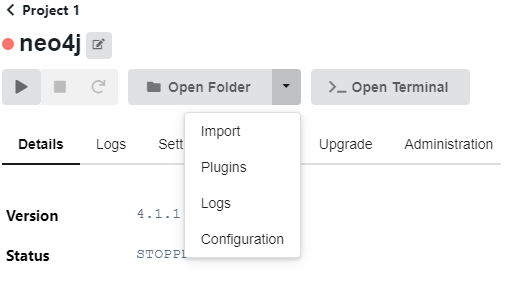 Project 1
neo4j
Open Folder
>_ Open Terminal
Import
Details Logs Sett Upgrade Administration
Plugins
Logs
Version 4.1.1
Configuration
Status